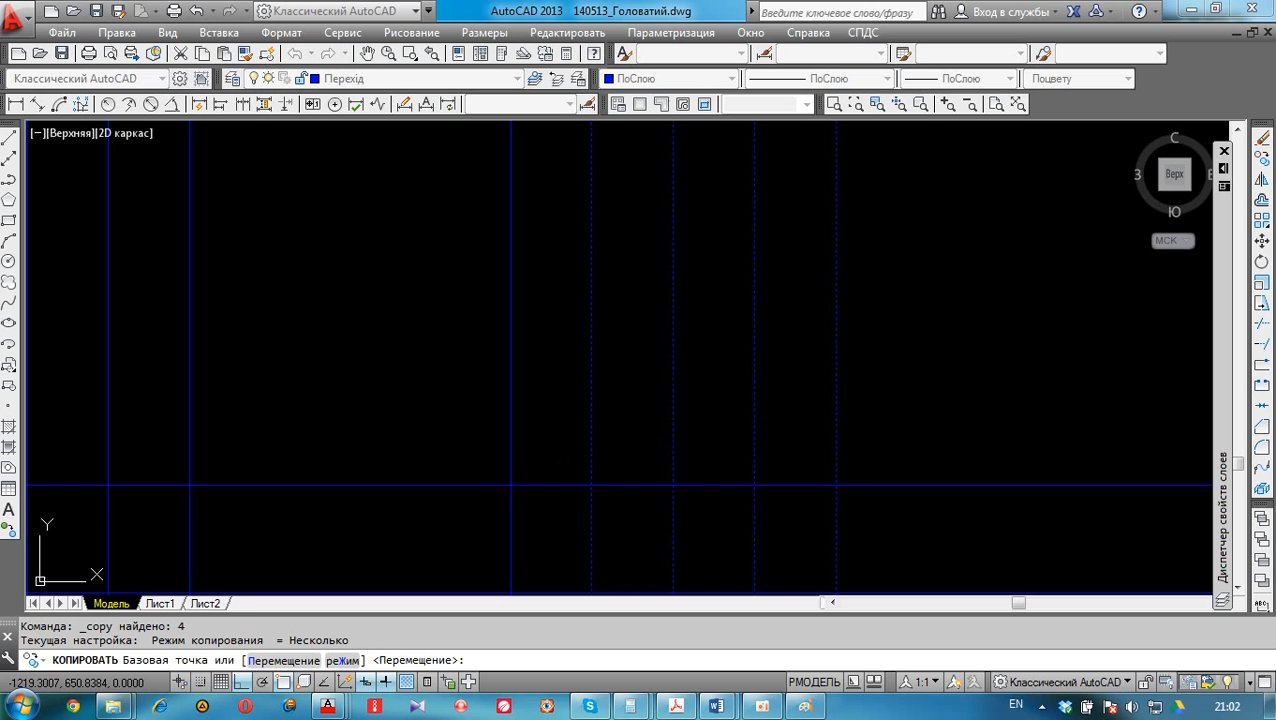 Классический AutoCAD
AutoCAD 2013 140513_Головатий.dwg
Введите ключевое слово/фразу
Вход в службы
Файл Правка Вид Вставка Формат Сервис Рисование Размеры Редактировать Параметризация Окно Справка СПДС
Классический AutoCAD
Перехід
ПоСлою
ПоСлою
ПоСлою
Поцвету
[−][Верхняя][2D каркас]
С
З
Верх
В
Ю
МСК
Диспетчер свойств слоев
Y
X
Модель Лист1 Лист2
Команда: _copy найдено: 4
Текущая настройка: Режим копирования = Несколько
КОПИРОВАТЬ Базовая точка или [Перемещение реЖим] <Перемещение>:
-1219.3007, 650.8384, 0.0000
РМОДЕЛЬ
1:1
Классический AutoCAD
EN
21:02